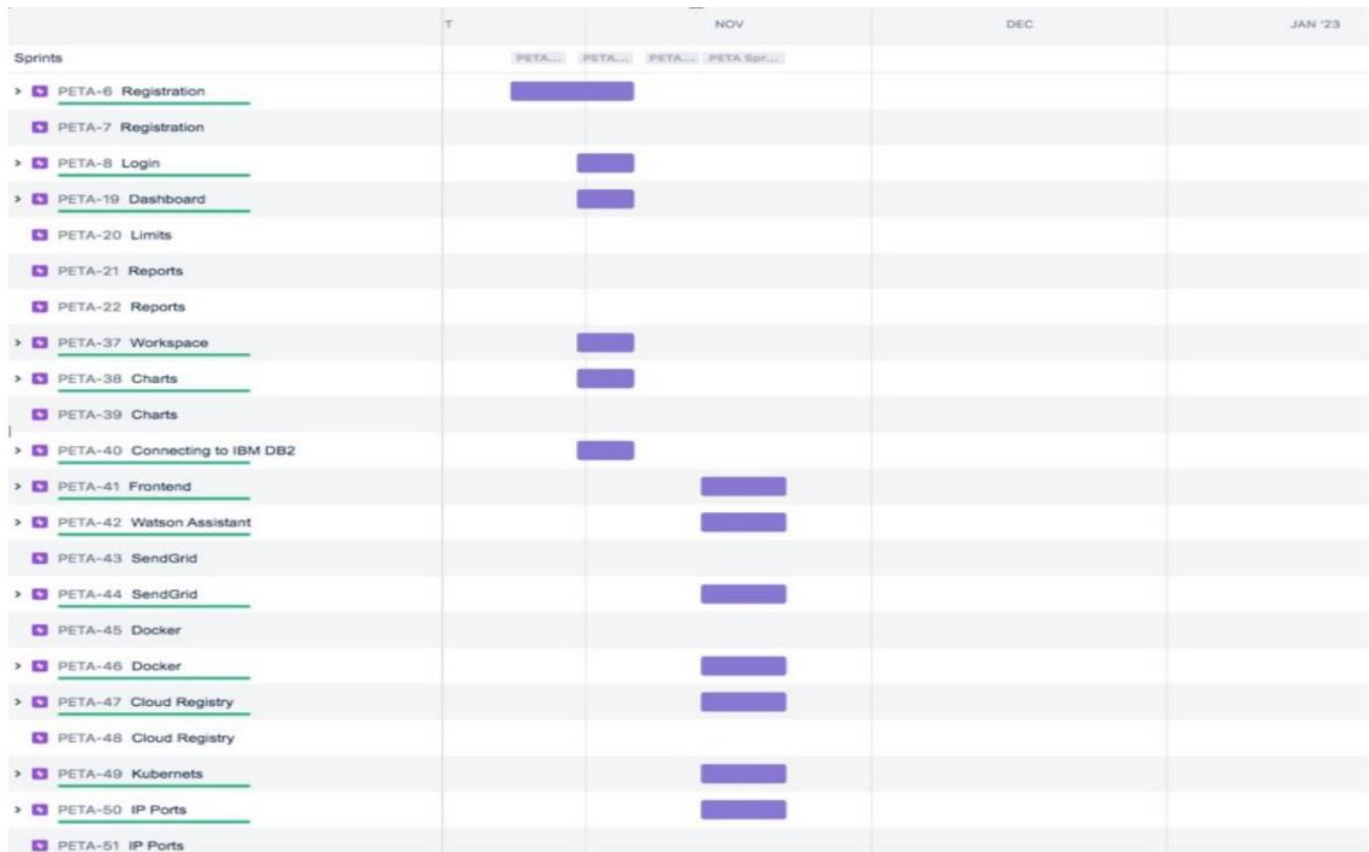 T NOV DEC JAN '23
Sprints PETA... PETA... PETA... PETA Spr...
PETA-6 Registration
PETA-7 Registration
PETA-8 Login
PETA-19 Dashboard
PETA-20 Limits
PETA-21 Reports
PETA-22 Reports
PETA-37 Workspace
PETA-38 Charts
PETA-39 Charts
PETA-40 Connecting to IBM DB2
PETA-41 Frontend
PETA-42 Watson Assistant
PETA-43 SendGrid
PETA-44 SendGrid
PETA-45 Docker
PETA-46 Docker
PETA-47 Cloud Registry
PETA-48 Cloud Registry
PETA-49 Kubernets
PETA-50 IP Ports
PETA-51 IP Ports